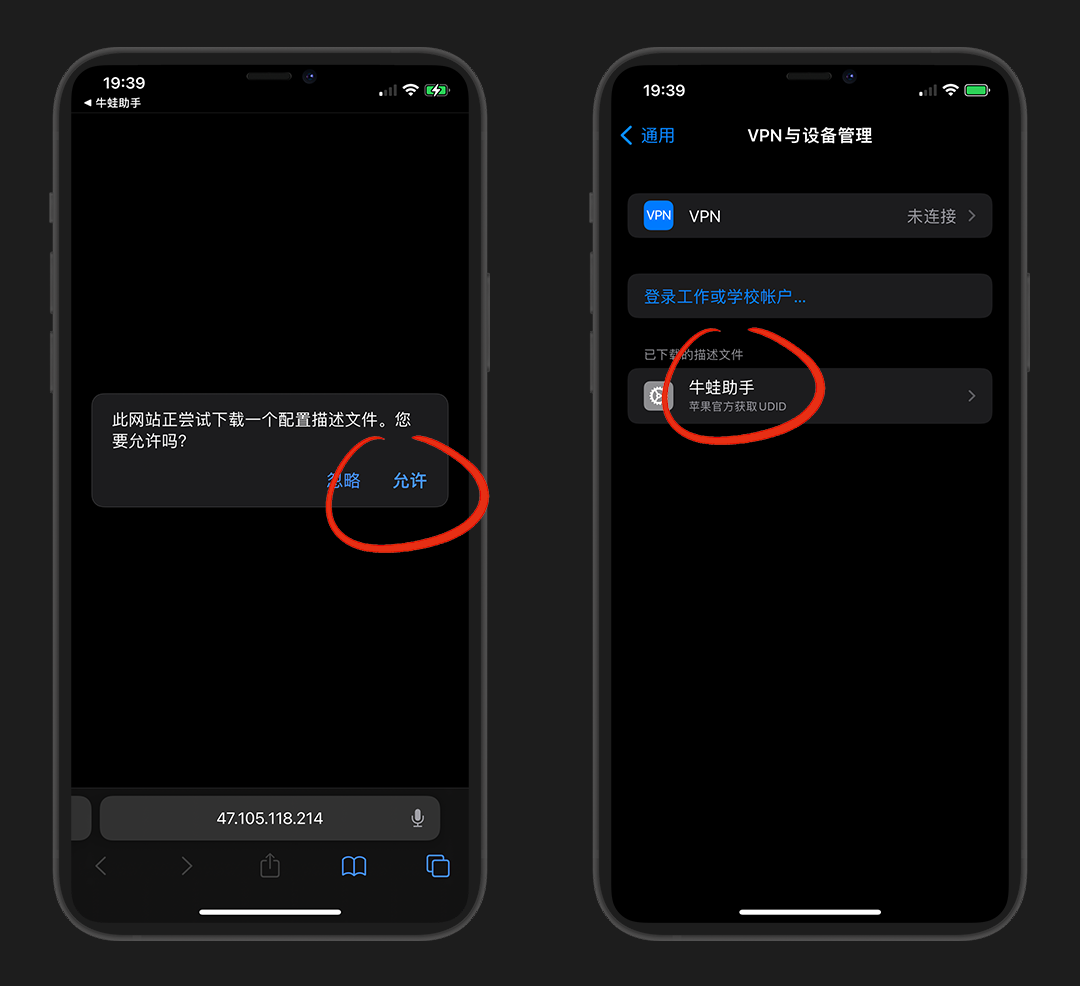 19:39
◀ 牛蛙助手
此网站正尝试下载一个配置描述文件。您
要允许吗?
忽略 允许
47.105.118.214
19:39
通用 VPN与设备管理
VPN VPN 未连接
登录工作或学校帐户...
已下载的描述文件
牛蛙助手
苹果官方获取UDID